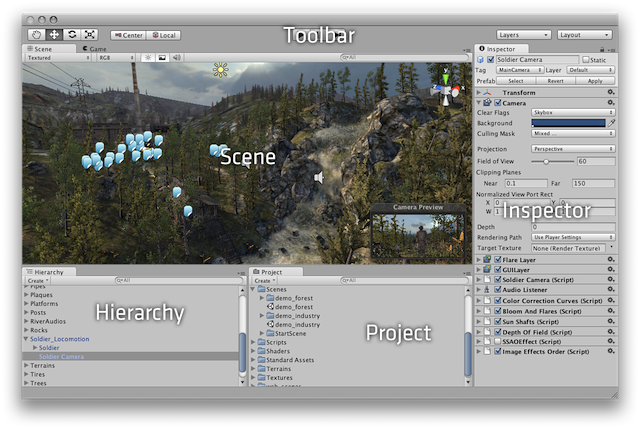 Center
Local
Toolbar
Layers
Layout
Scene
Game
Textured
RGB
All
Scene
Camera Preview
Inspector
Soldier Camera
Static
Tag
MainCamera
Layer
Default
Prefab
Select
Revert
Apply
Transform
Camera
Clear Flags
Skybox
Background
Culling Mask
Mixed ...
Projection
Perspective
Field of View
60
Clipping Planes
Near
0.1
Far
150
Normalized View Port Rect
X
0
Y
0
W
1
Inspector
Depth
0
Rendering Path
Use Player Settings
Target Texture
None (Render Texture)
Flare Layer
GUILayer
Soldier Camera (Script)
Audio Listener
Color Correction Curves (Script)
Bloom And Flares (Script)
Sun Shafts (Script)
Depth Of Field (Script)
SSAOEffect (Script)
Image Effects Order (Script)
Hierarchy
Create
All
Pipes
Plaques
Platforms
Posts
RiverAudios
Rocks
Soldier_Locomotion
Soldier
Soldier Camera
Terrains
Tires
Trees
Hierarchy
Project
Create
All
Scenes
demo_forest
demo_forest
demo_industry
demo_industry
StartScene
Scripts
Shaders
Standard Assets
Terrains
Textures
Project